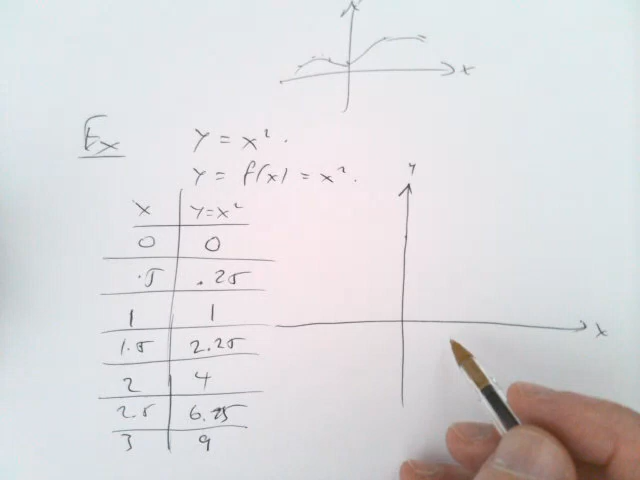 x
Ex
y = x².
y = f(x) = x².
x y=x²
0 0
.5 .25
1 1
1.5 2.25
2 4
2.5 6.25
3 9
y
x